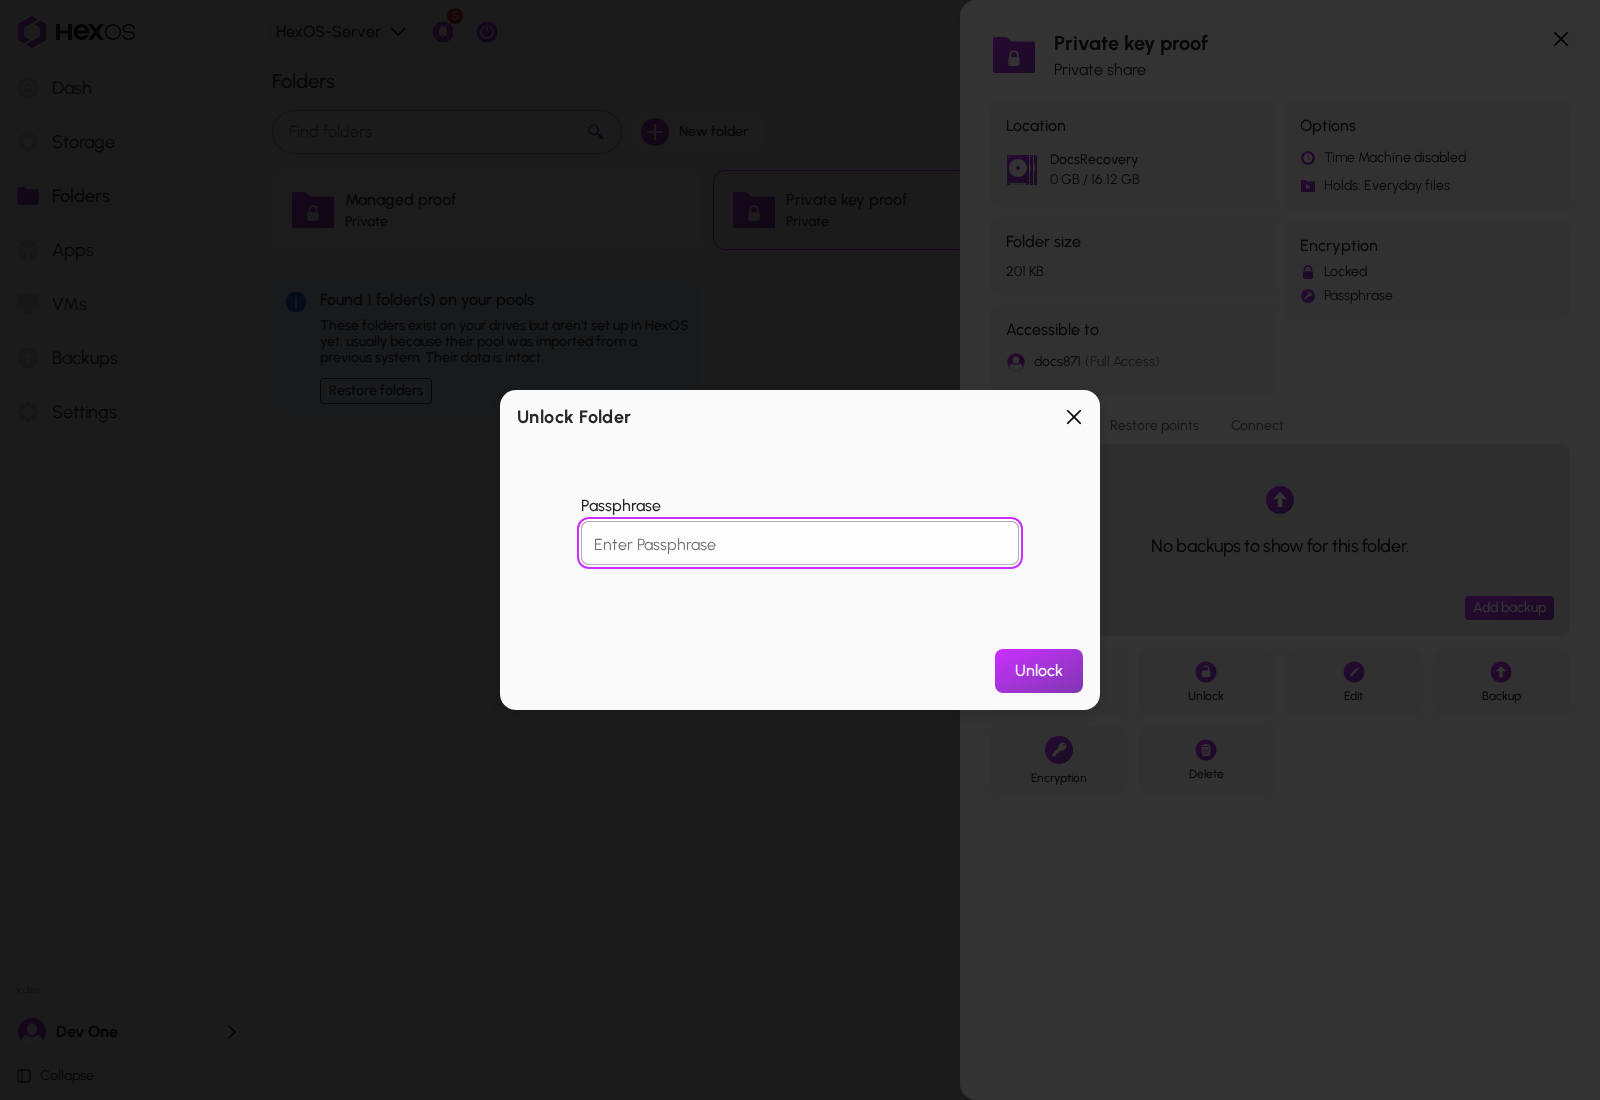 HexOS
HexOS-Server
5
Dash
Storage
Folders
Apps
VMs
Backups
Settings
Folders
Find folders
New folder
Managed proof
Private
Private key proof
Private
Found 1 folder(s) on your pools
These folders exist on your drives but aren't set up in HexOS
yet, usually because their pool was imported from a
previous system. Their data is intact.
Restore folders
Private key proof
Private share
Location
DocsRecovery
0 GB / 16.12 GB
Options
Time Machine disabled
Holds: Everyday files
Folder size
201 KB
Encryption
Locked
Passphrase
Accessible to
docs871 (Full Access)
Restore points
Connect
No backups to show for this folder.
Add backup
Unlock
Edit
Backup
Encryption
Delete
Unlock Folder
Passphrase
Enter Passphrase
Unlock
Dev One
Collapse